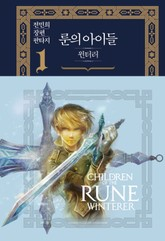 전민희
장편
판타지
1
룬의 아이들
윈터러
CHILDREN
OF
RUNE
WINTERER